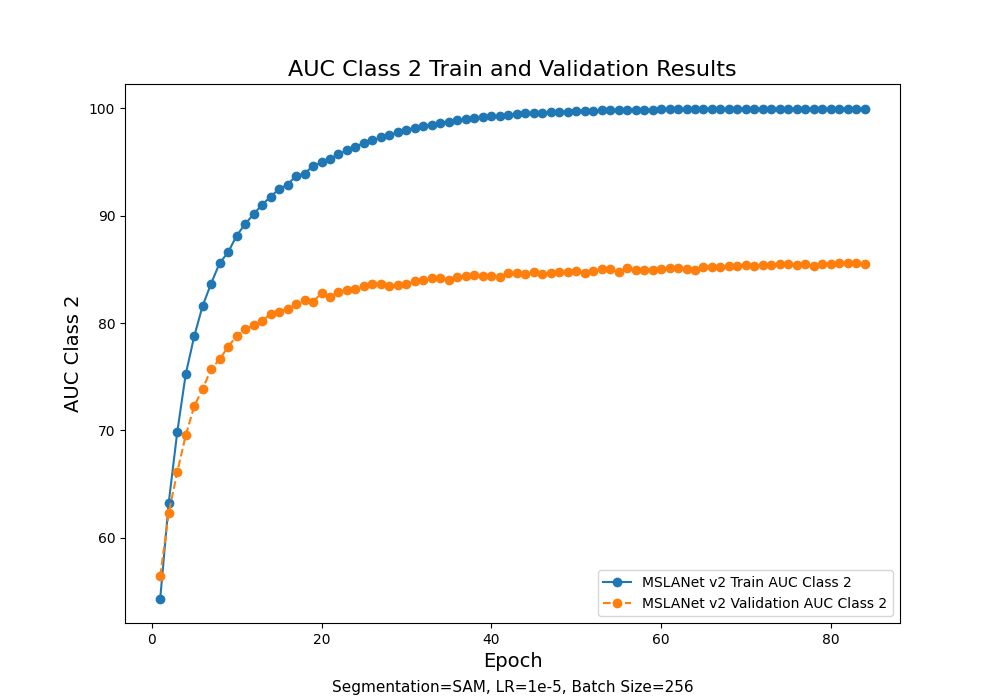 AUC Class 2 Train and Validation Results
100
90
80
70
60
AUC Class 2
0
20
40
60
80
Epoch
MSLANet v2 Train AUC Class 2
MSLANet v2 Validation AUC Class 2
Segmentation=SAM, LR=1e-5, Batch Size=256